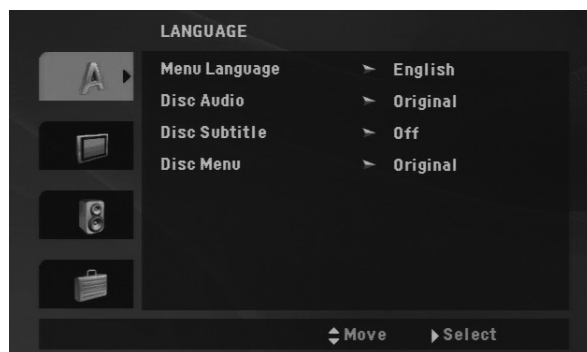 LANGUAGE
A
Menu Language English
Disc Audio Original
Disc Subtitle Off
Disc Menu Original
Move Select